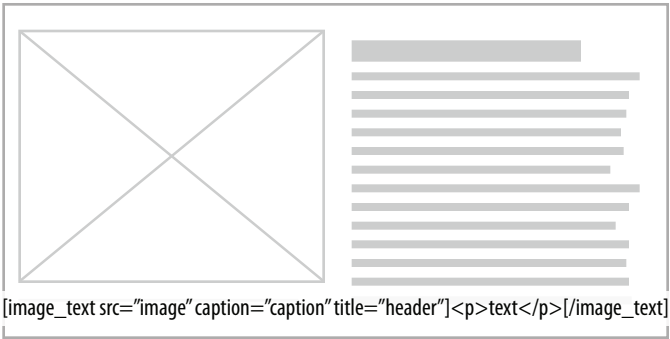 [image_text src=”image” caption=”caption” title=”header”]<p>text</p>[/image_text]